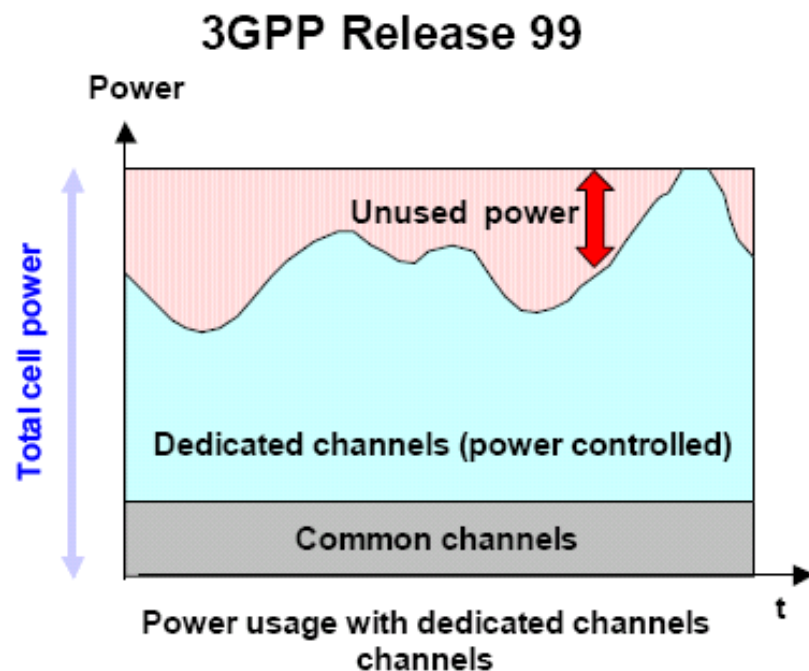 3GPP Release 99
Power
Unused power
Total cell power
Dedicated channels (power controlled)
Common channels
t
Power usage with dedicated channels
channels